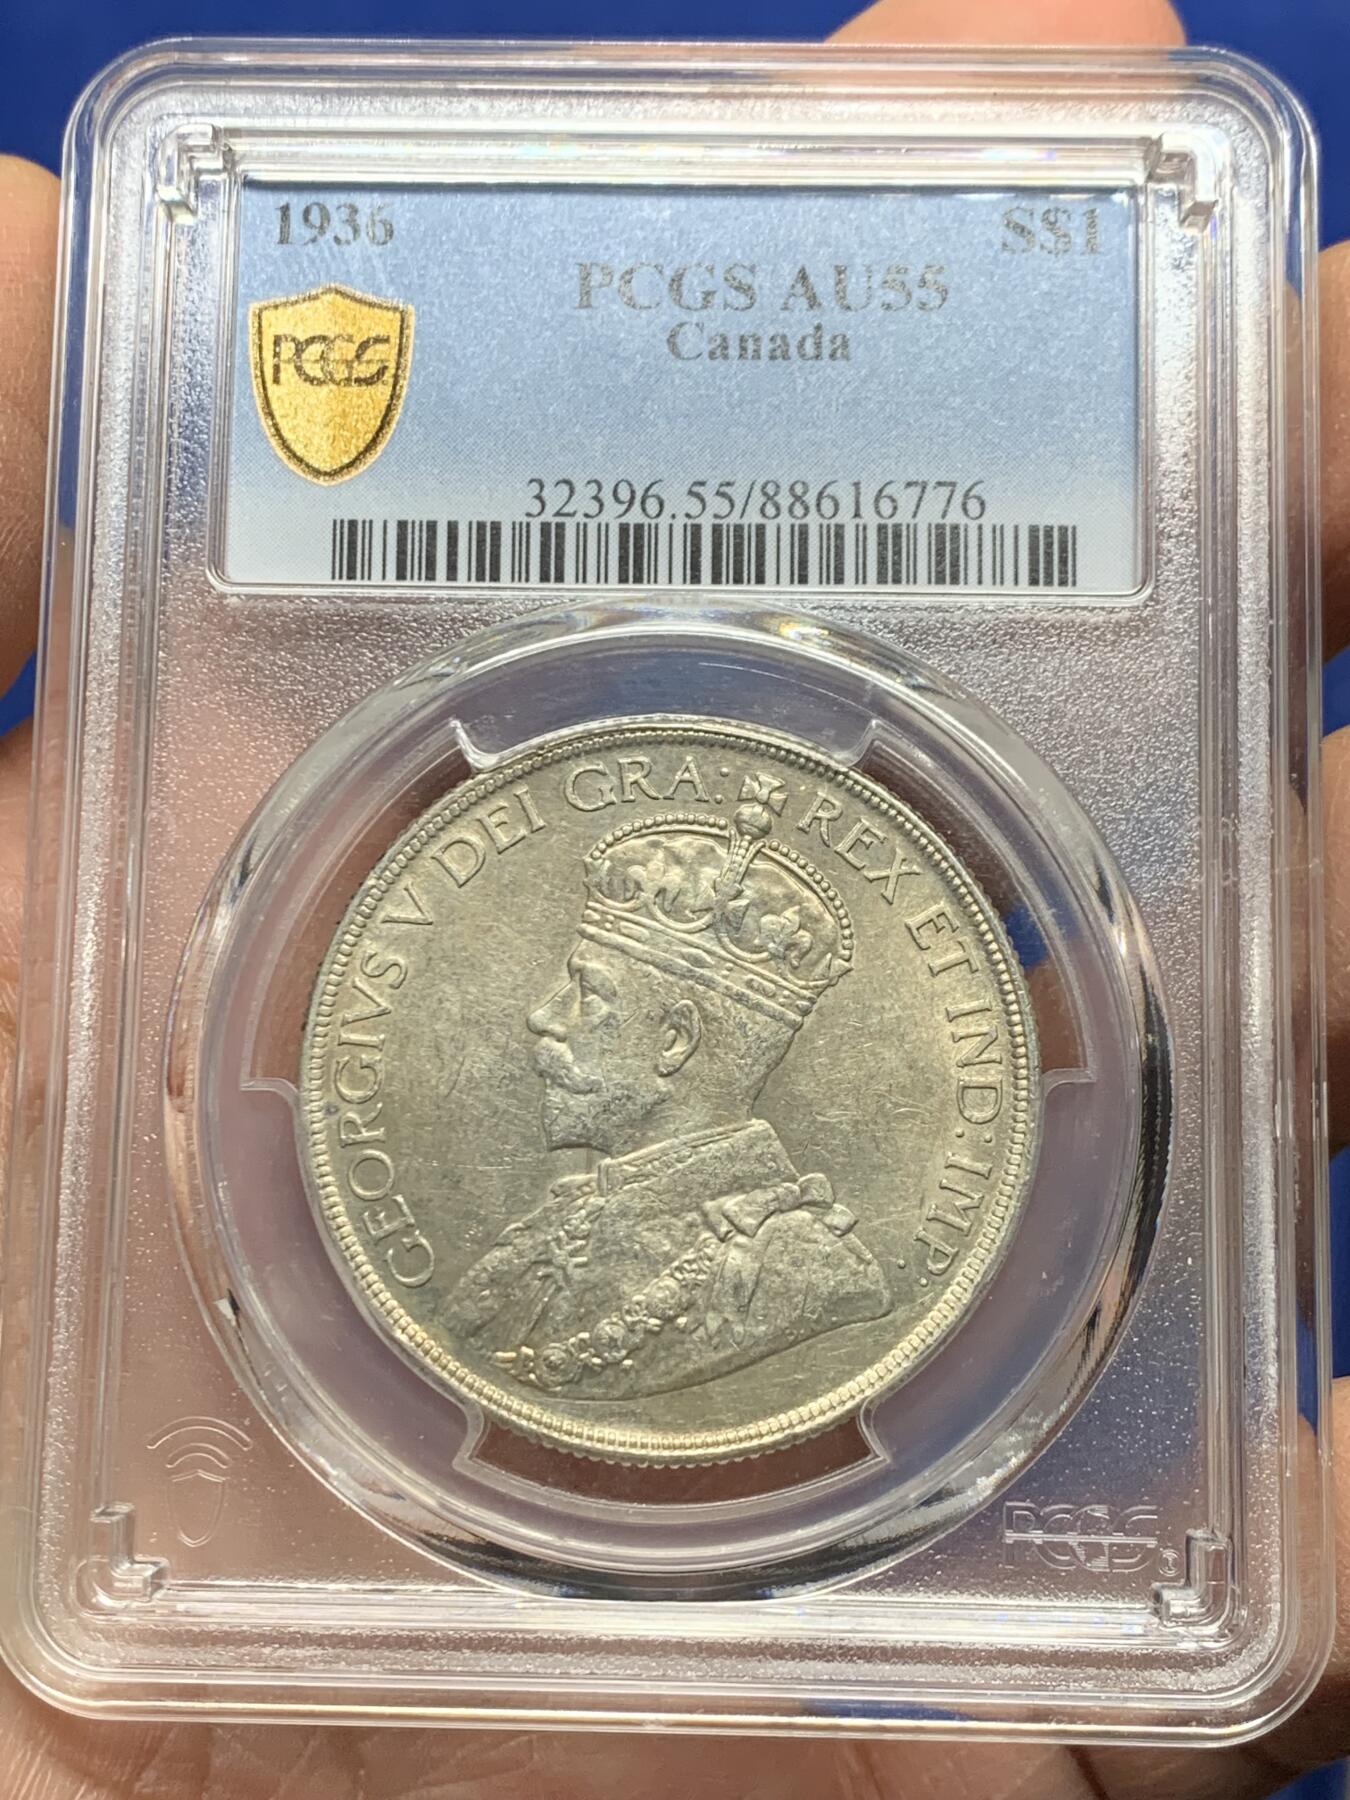 1936 S$1
PCGS AU55
Canada
PCGS
32396.55/88616776
GEORGIVS V DEI GRA: REX ET IND: IMP:
PCGS